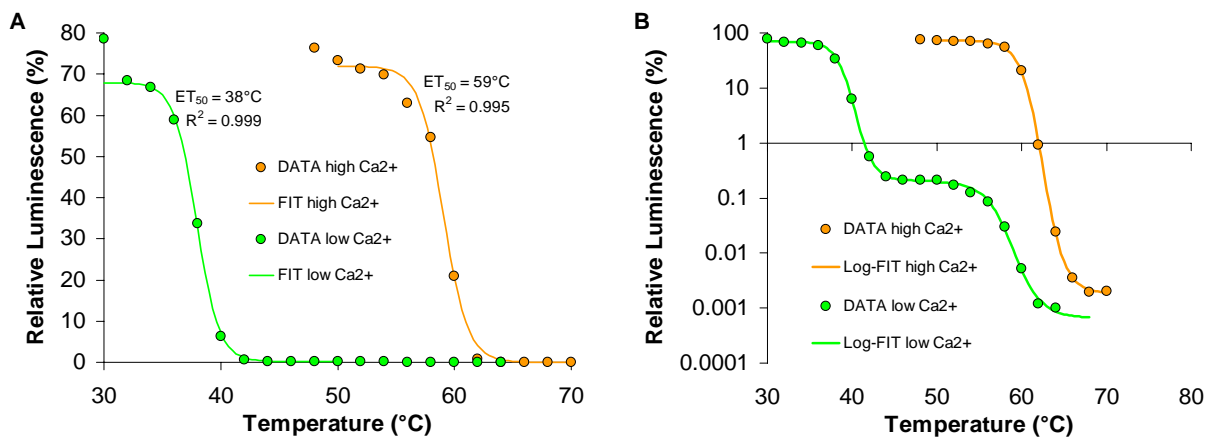 A
Relative Luminescence (%)
80
70
60
50
40
30
20
10
0
ET50 = 38°C
R2 = 0.999
ET50 = 59°C
R2 = 0.995
DATA high Ca2+
FIT high Ca2+
DATA low Ca2+
FIT low Ca2+
30 40 50 60 70
Temperature (°C)
B
Relative Luminescence (%)
100
10
1
0.1
0.01
0.001
0.0001
DATA high Ca2+
Log-FIT high Ca2+
DATA low Ca2+
Log-FIT low Ca2+
30 40 50 60 70 80
Temperature (°C)